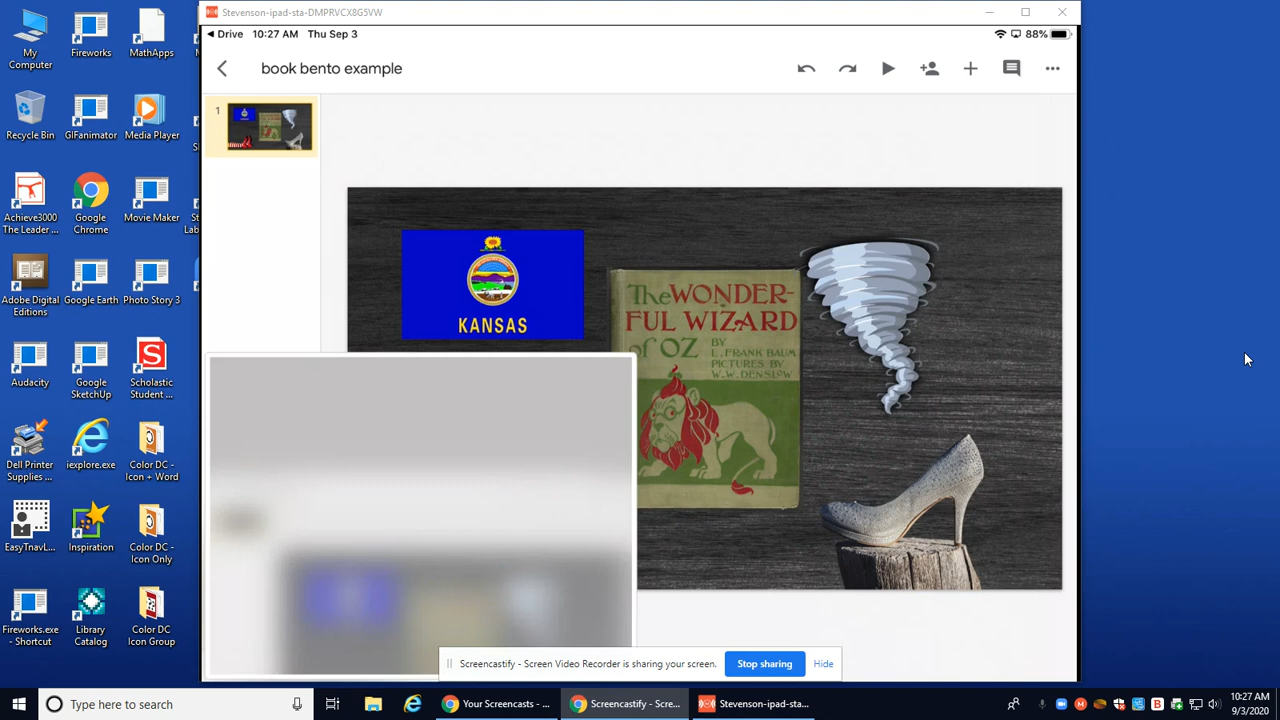 Stevenson-ipad-sta-DMPRVCX8G5VW
Drive 10:27 AM Thu Sep 3
88%
book bento example
1
KANSAS
The WONDER-
FUL WIZARD
of OZ BY
L. FRANK BAUM
PICTURES BY
W.W. DENSLOW
My Computer
Fireworks
MathApps
Recycle Bin
GIFanimator
Media Player
Achieve3000 The Leader ...
Google Chrome
Movie Maker
Adobe Digital Editions
Google Earth
Photo Story 3
Audacity
Google SketchUp
Scholastic Student ...
Dell Printer Supplies ...
iexplore.exe
Color DC - Icon + Word
EasyTnavL...
Inspiration
Color DC - Icon Only
Fireworks.exe - Shortcut
Library Catalog
Color DC Icon Group
Screencastify - Screen Video Recorder is sharing your screen.
Stop sharing
Hide
Type here to search
Your Screencasts - ...
Screencastify - Scre...
Stevenson-ipad-sta...
10:27 AM
9/3/2020